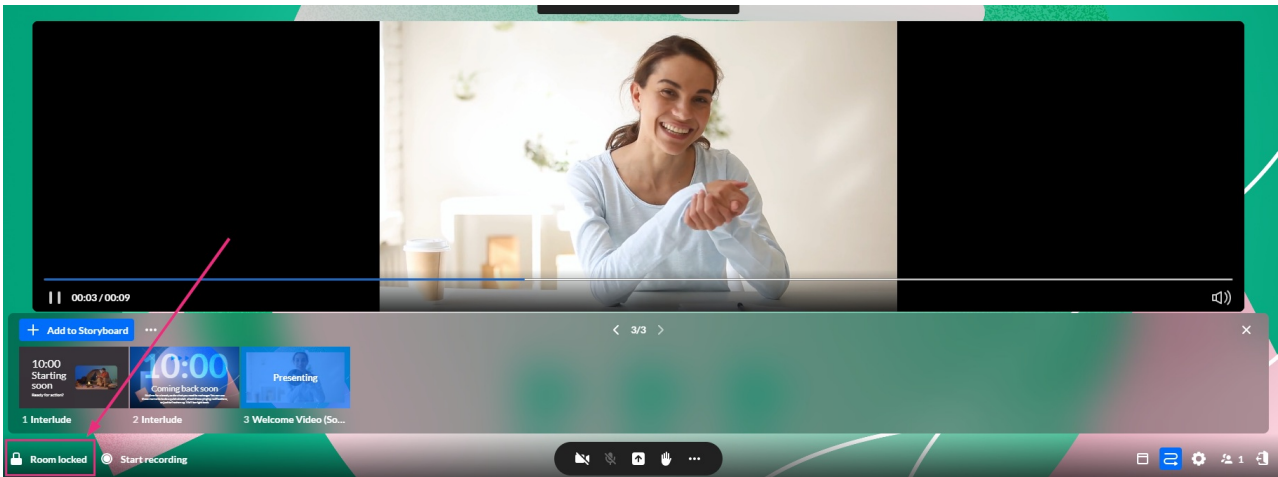 00:03 / 00:09
Add to Storyboard
3/3
10:00
Starting
soon
Ready for action!
10:00
Coming back soon
Presenting
1 Interlude
2 Interlude
3 Welcome Video (So...
Room locked
Start recording
1